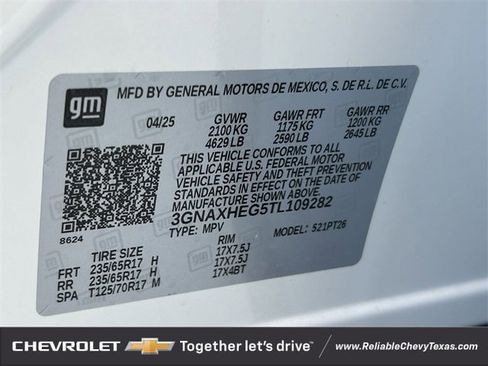 gm
MFD BY GENERAL MOTORS DE MEXICO, S. DE R.L. DE C.V.
04/25 GVWR GAWR FRT GAWR RR
2100 KG 1175 KG 1200 KG
4629 LB 2590 LB 2645 LB
THIS VEHICLE CONFORMS TO ALL
APPLICABLE U.S. FEDERAL MOTOR
VEHICLE SAFETY, BUMPER, AND
THEFT PREVENTION STANDARDS
IN EFFECT ON THE DATE OF
MANUFACTURE SHOWN ABOVE.
3GNAXHEG5TL109282
8624 TYPE: MPV MODEL: 521PT26
TIRE SIZE RIM
FRT 235/65R17 H 17X7.5J
RR 235/65R17 H 17X7.5J
SPA T125/70R17 M 17X4BT
CHEVROLET Together let's drive www.ReliableChevyTexas.com